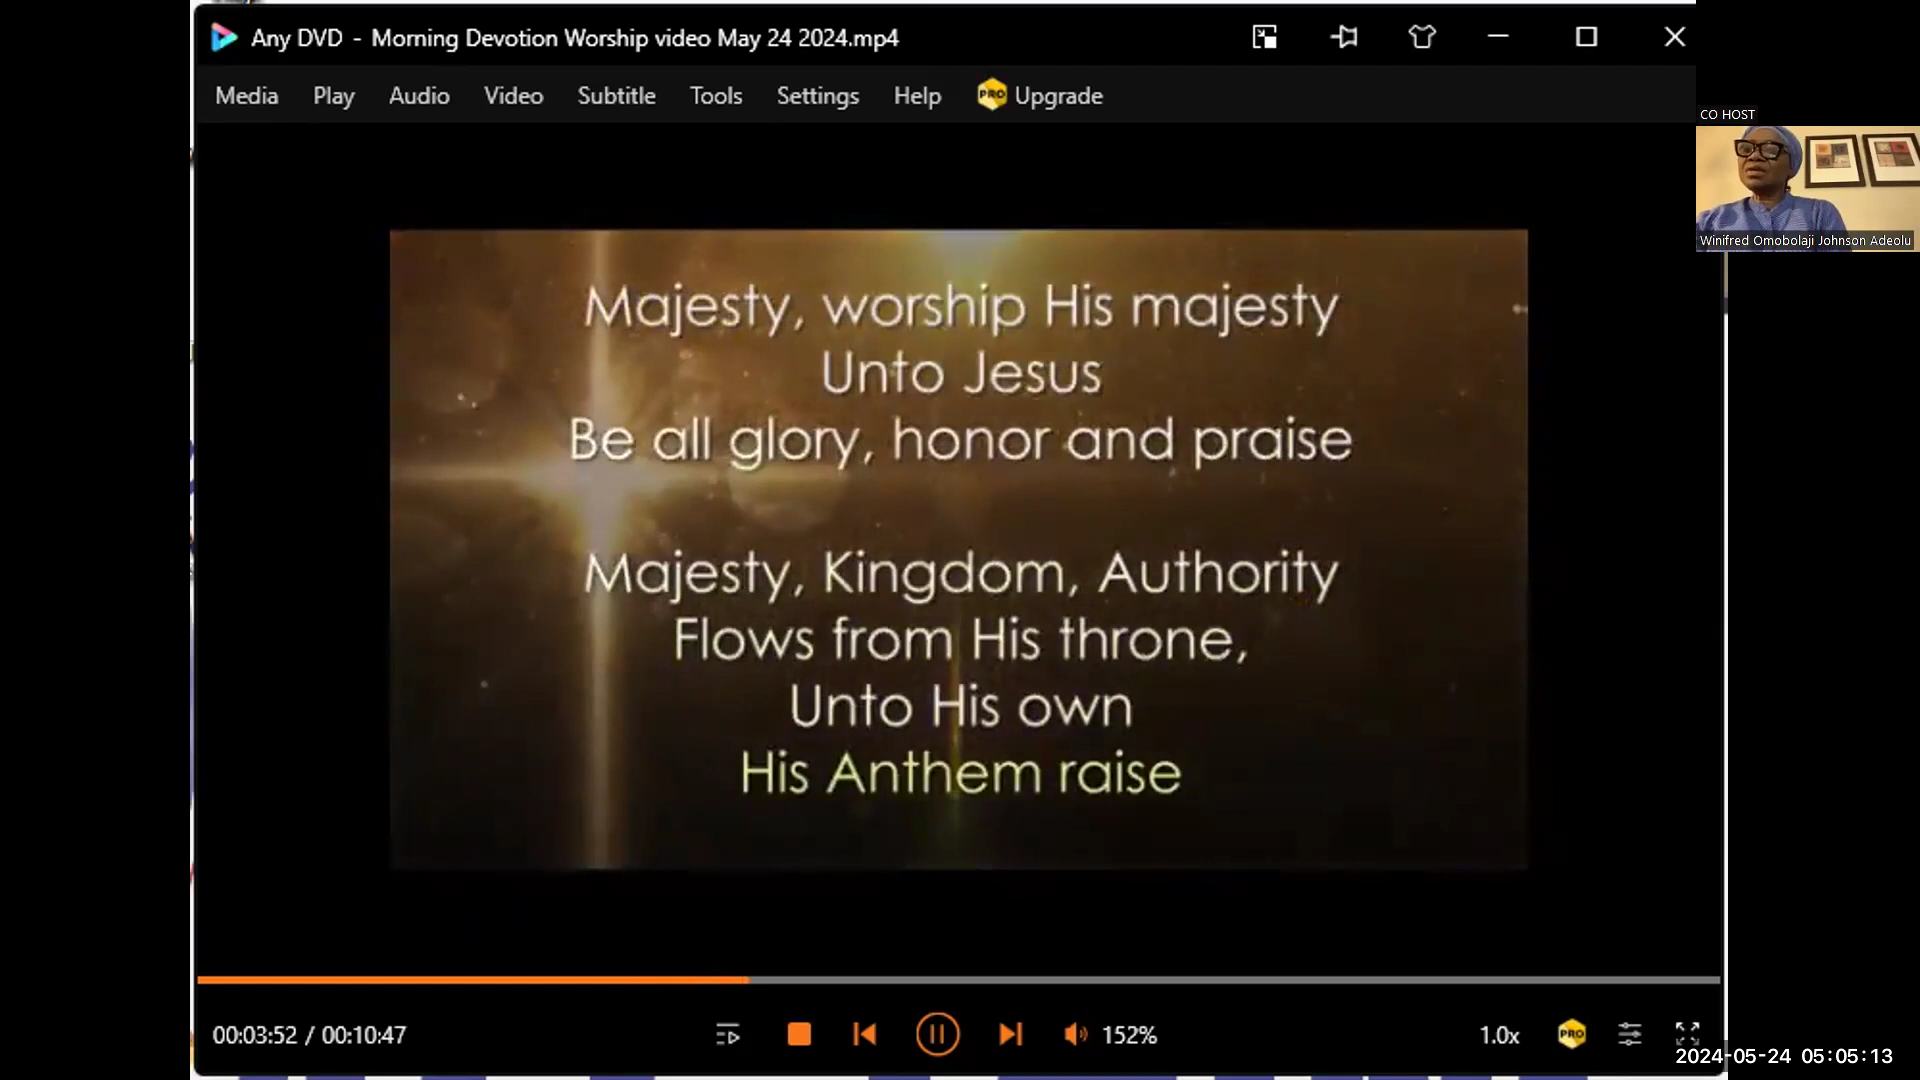 Any DVD - Morning Devotion Worship video May 24 2024.mp4
Media Play Audio Video Subtitle Tools Settings Help PRO Upgrade
CO HOST
Winifred Omobolaji Johnson Adeolu
Majesty, worship His majesty
Unto Jesus
Be all glory, honor and praise
Majesty, Kingdom, Authority
Flows from His throne,
Unto His own
His Anthem raise
00:03:52 / 00:10:47 152% 1.0x PRO
2024-05-24 05:05:13